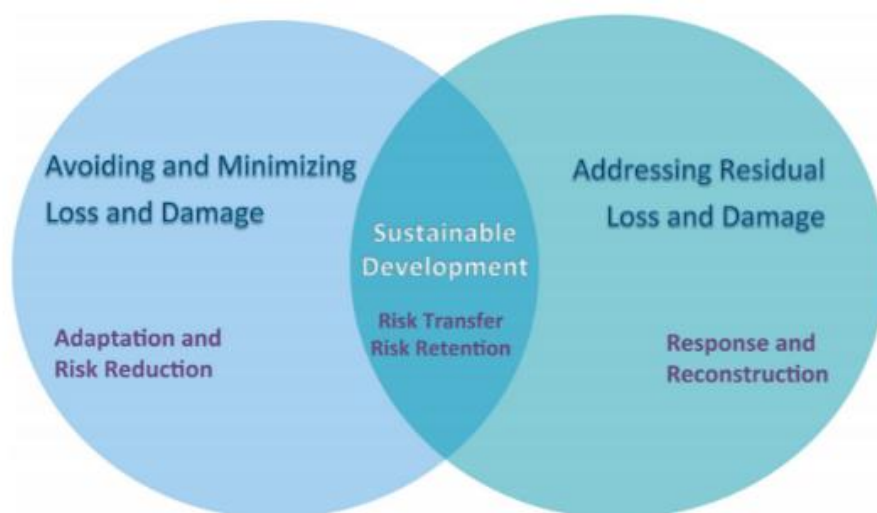 Avoiding and Minimizing
Loss and Damage
Adaptation and
Risk Reduction
Sustainable
Development
Risk Transfer
Risk Retention
Addressing Residual
Loss and Damage
Response and
Reconstruction